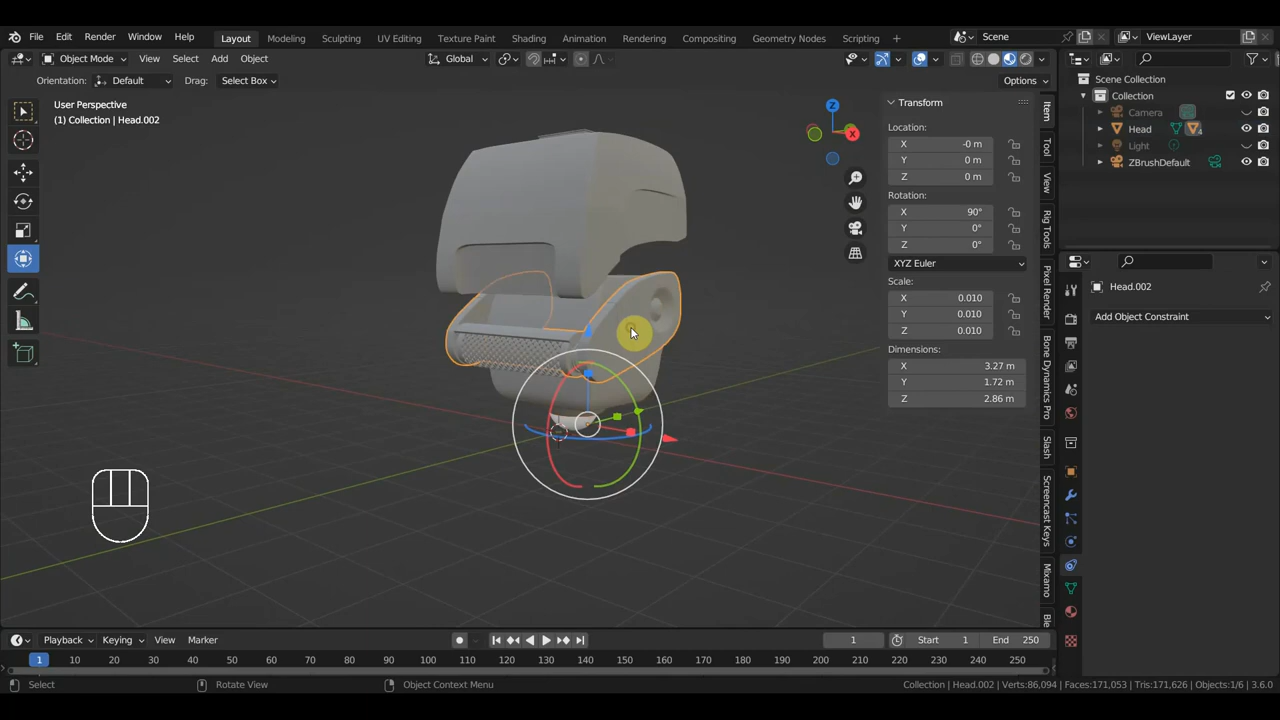 File Edit Render Window Help Layout Modeling Sculpting UV Editing Texture Paint Shading Animation Rendering Compositing Geometry Nodes Scripting + Scene ViewLayer
Object Mode View Select Add Object Global
Orientation: Default Drag: Select Box Options
User Perspective
(1) Collection | Head.002
Z
X
Transform
Location:
X -0 m
Y 0 m
Z 0 m
Rotation:
X 90°
Y 0°
Z 0°
XYZ Euler
Scale:
X 0.010
Y 0.010
Z 0.010
Dimensions:
X 3.27 m
Y 1.72 m
Z 2.86 m
Item
Tool
View
Rig Tools
Pixel Render
Bone Dynamics Pro
Slash
Screencast Keys
Mixamo
Ble
Scene Collection
Collection
Camera
Head
Light
ZBrushDefault
Head.002
Add Object Constraint
Playback Keying View Marker 1 Start 1 End 250
1 10 20 30 40 50 60 70 80 90 100 110 120 130 140 150 160 170 180 190 200 210 220 230 240 250
Select Rotate View Object Context Menu Collection | Head.002 | Verts:86,094 | Faces:171,053 | Tris:171,626 | Objects:1/6 | 3.6.0